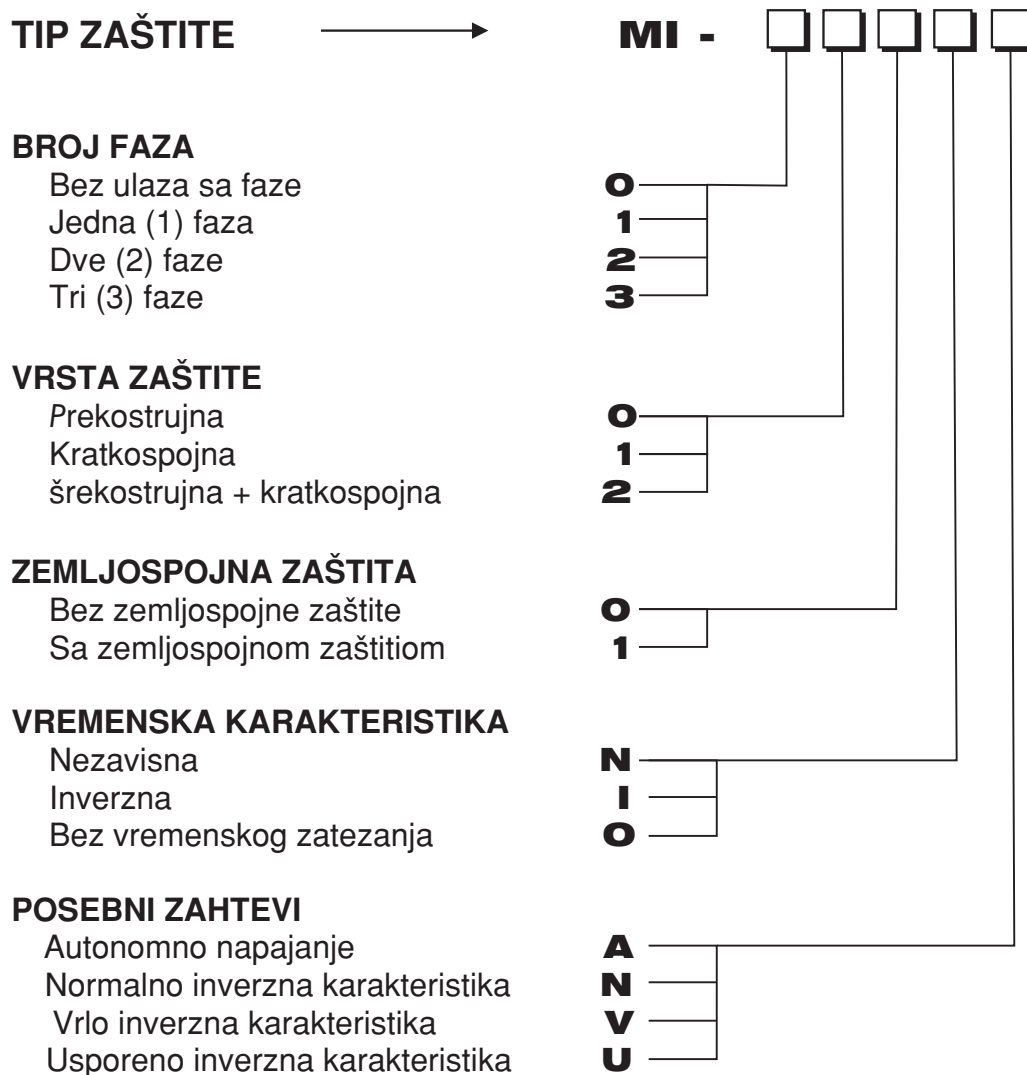 TIP ZAŠTITE MI -
BROJ FAZA
Bez ulaza sa faze 0
Jedna (1) faza 1
Dve (2) faze 2
Tri (3) faze 3
VRSTA ZAŠTITE
Prekostrujna 0
Kratkospojna 1
šrekostrujna + kratkospojna 2
ZEMLJOSPOJNA ZAŠTITA
Bez zemljospojne zaštite 0
Sa zemljospojnom zaštitiom 1
VREMENSKA KARAKTERISTIKA
Nezavisna N
Inverzna I
Bez vremenskog zatezanja 0
POSEBNI ZAHTEVI
Autonomno napajanje A
Normalno inverzna karakteristika N
Vrlo inverzna karakteristika V
Usporeno inverzna karakteristika U